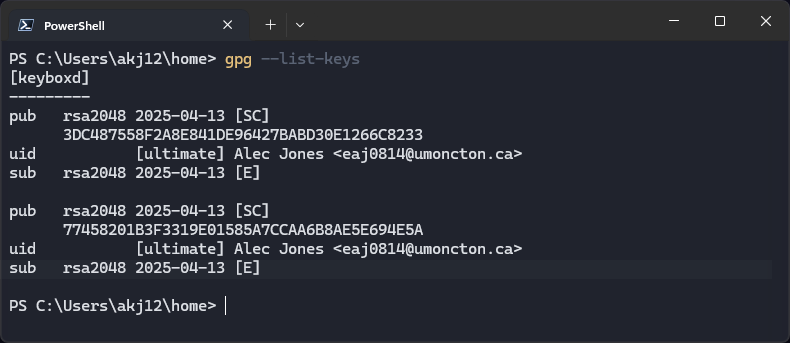 PowerShell
PS C:\Users\akj12\home> gpg --list-keys
[keyboxd]
---------
pub   rsa2048 2025-04-13 [SC]
      3DC487558F2A8E841DE96427BABD30E1266C8233
uid           [ultimate] Alec Jones <eaj0814@umoncton.ca>
sub   rsa2048 2025-04-13 [E]

pub   rsa2048 2025-04-13 [SC]
      77458201B3F3319E01585A7CCAA6B8AE5E694E5A
uid           [ultimate] Alec Jones <eaj0814@umoncton.ca>
sub   rsa2048 2025-04-13 [E]

PS C:\Users\akj12\home>